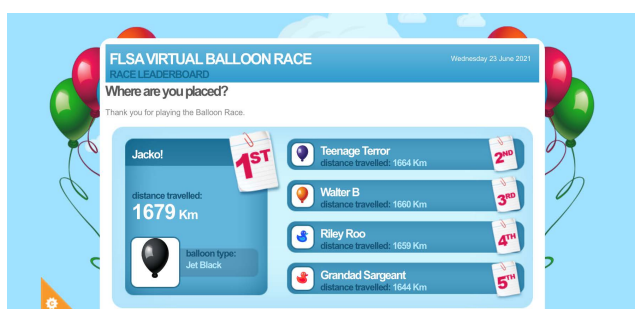 FLSA VIRTUAL BALLOON RACE
Wednesday 23 June 2021
RACE LEADERBOARD
Where are you placed?
Thank you for playing the Balloon Race.
Jacko!
1ST
distance travelled:
1679 Km
balloon type:
Jet Black
Teenage Terror
distance travelled: 1664 Km
2ND
Walter B
distance travelled: 1660 Km
3RD
Riley Roo
distance travelled: 1659 Km
4TH
Grandad Sargeant
distance travelled: 1644 Km
5TH